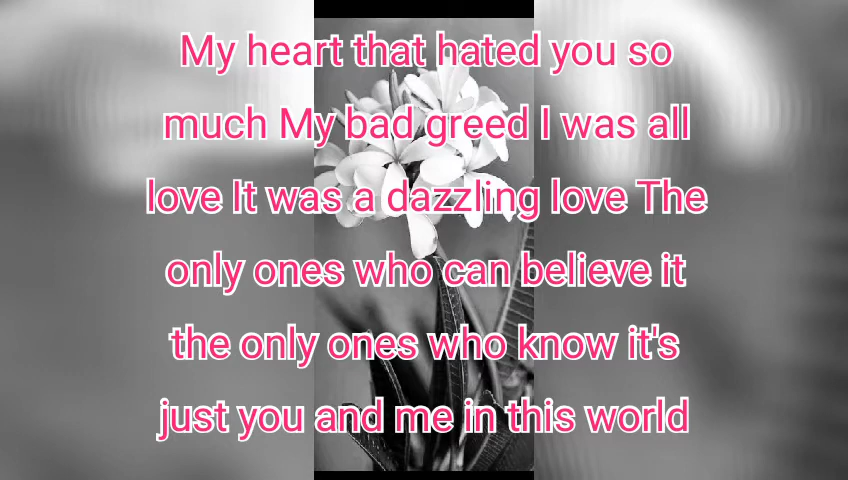 My heart that hated you so
much My bad greed I was all
love It was a dazzling love The
only ones who can believe it
the only ones who know it's
just you and me in this world